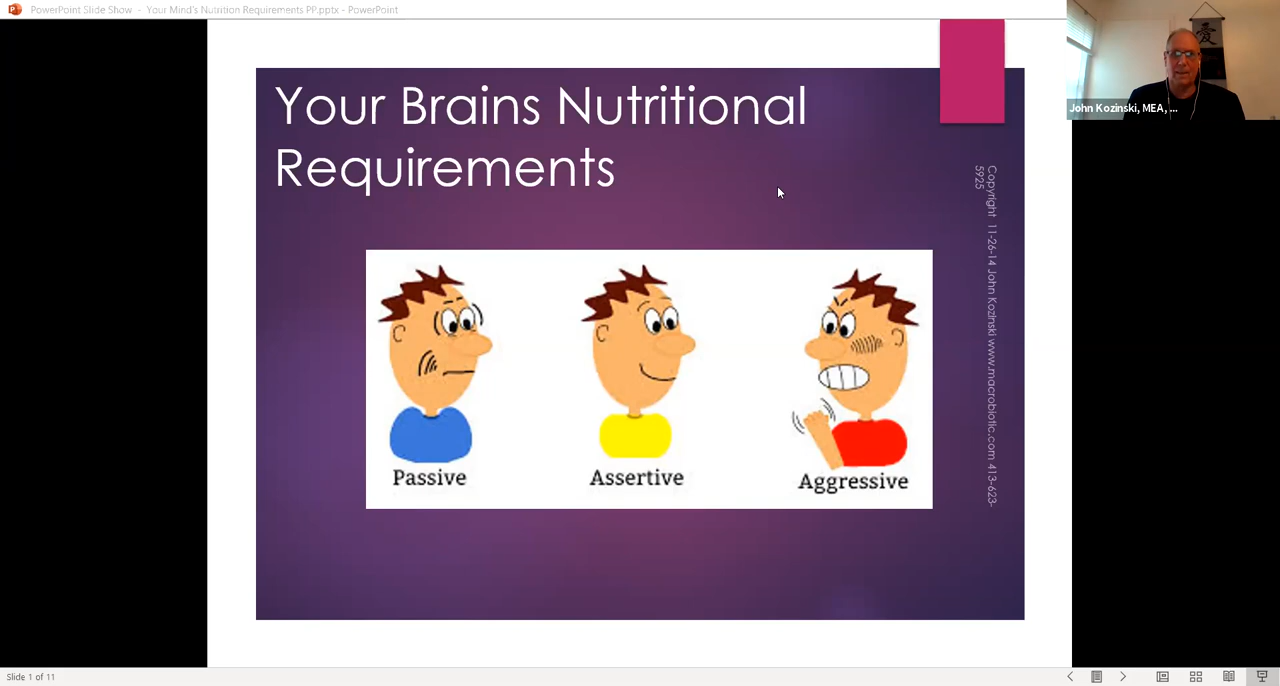 PowerPoint Slide Show - Your Mind's Nutrition Requirements PP.pptx - PowerPoint
愛
John Kozinski, MEA, ...
Your Brains Nutritional
Requirements
Copyright 11-26-14 John Kozinski www.macrobiotic.com 413-623-
5925
Passive
Assertive
Aggressive
Slide 1 of 11